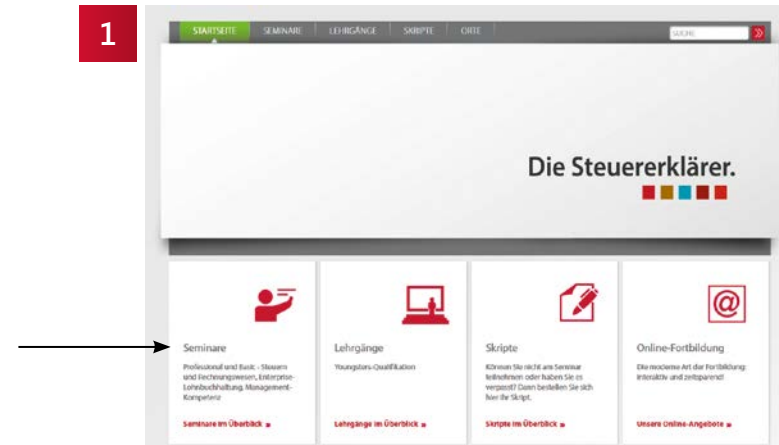 1
STARTSEITE SEMINARE LEHRGÄNGE SKRIPTE ORTE SUCHE
Die Steuererklärer.
Seminare
Professional und Basic - Steuern
und Rechnungswesen, Enterprise-
Lohnbuchhaltung, Management-
Kompetenz
Seminare im Überblick »
Lehrgänge
Youngsters-Qualifikation
Lehrgänge im Überblick »
Skripte
Können Sie nicht am Seminar
teilnehmen oder haben Sie es
verpasst? Dann bestellen Sie sich
hier Ihr Skript.
Skripte im Überblick »
@
Online-Fortbildung
Die moderne Art der Fortbildung:
interaktiv und zeitsparend!
Unsere Online-Angebote »